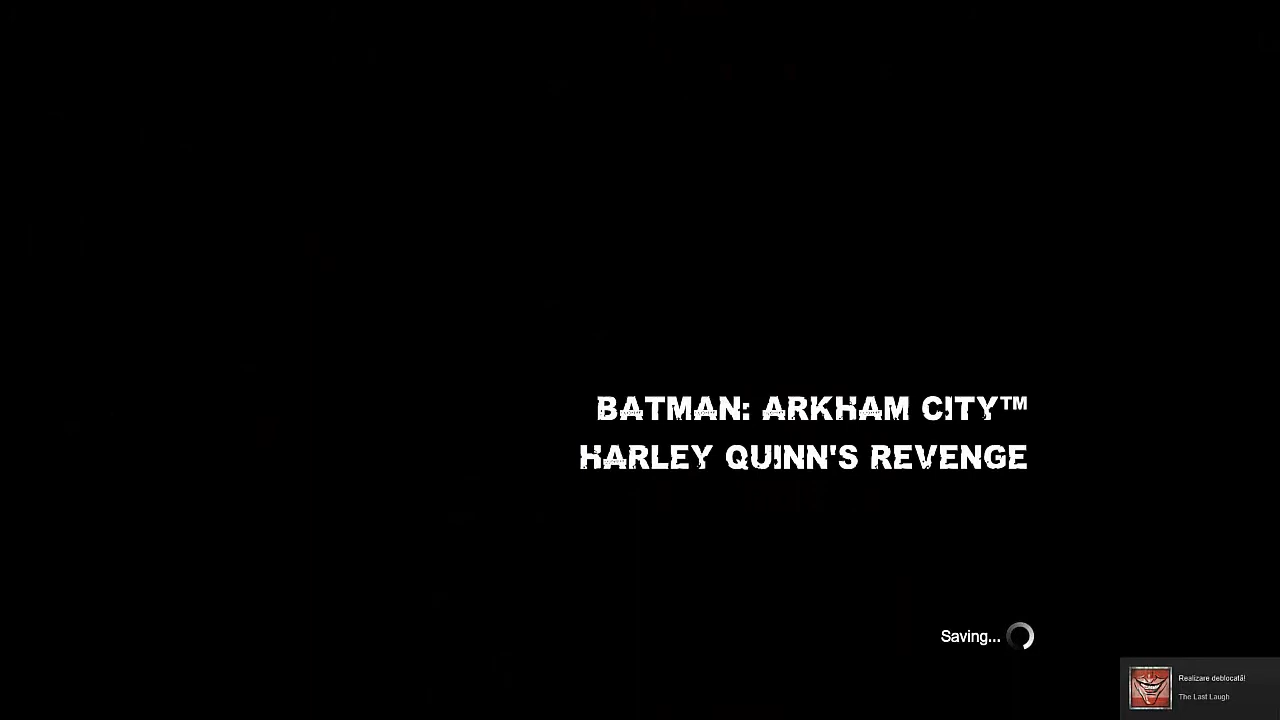 BATMAN: ARKHAM CITY™
HARLEY QUINN'S REVENGE
Saving...
Realizare deblocată!
The Last Laugh